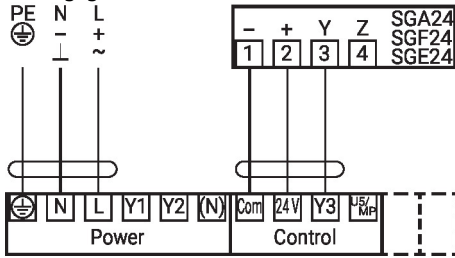 PE N L
– +
⊥ ~
SGA24
SGF24
SGE24
– + Y Z
1 2 3 4
N L Y1 Y2 (N) Com 24V Y3 U5/MP
Power Control